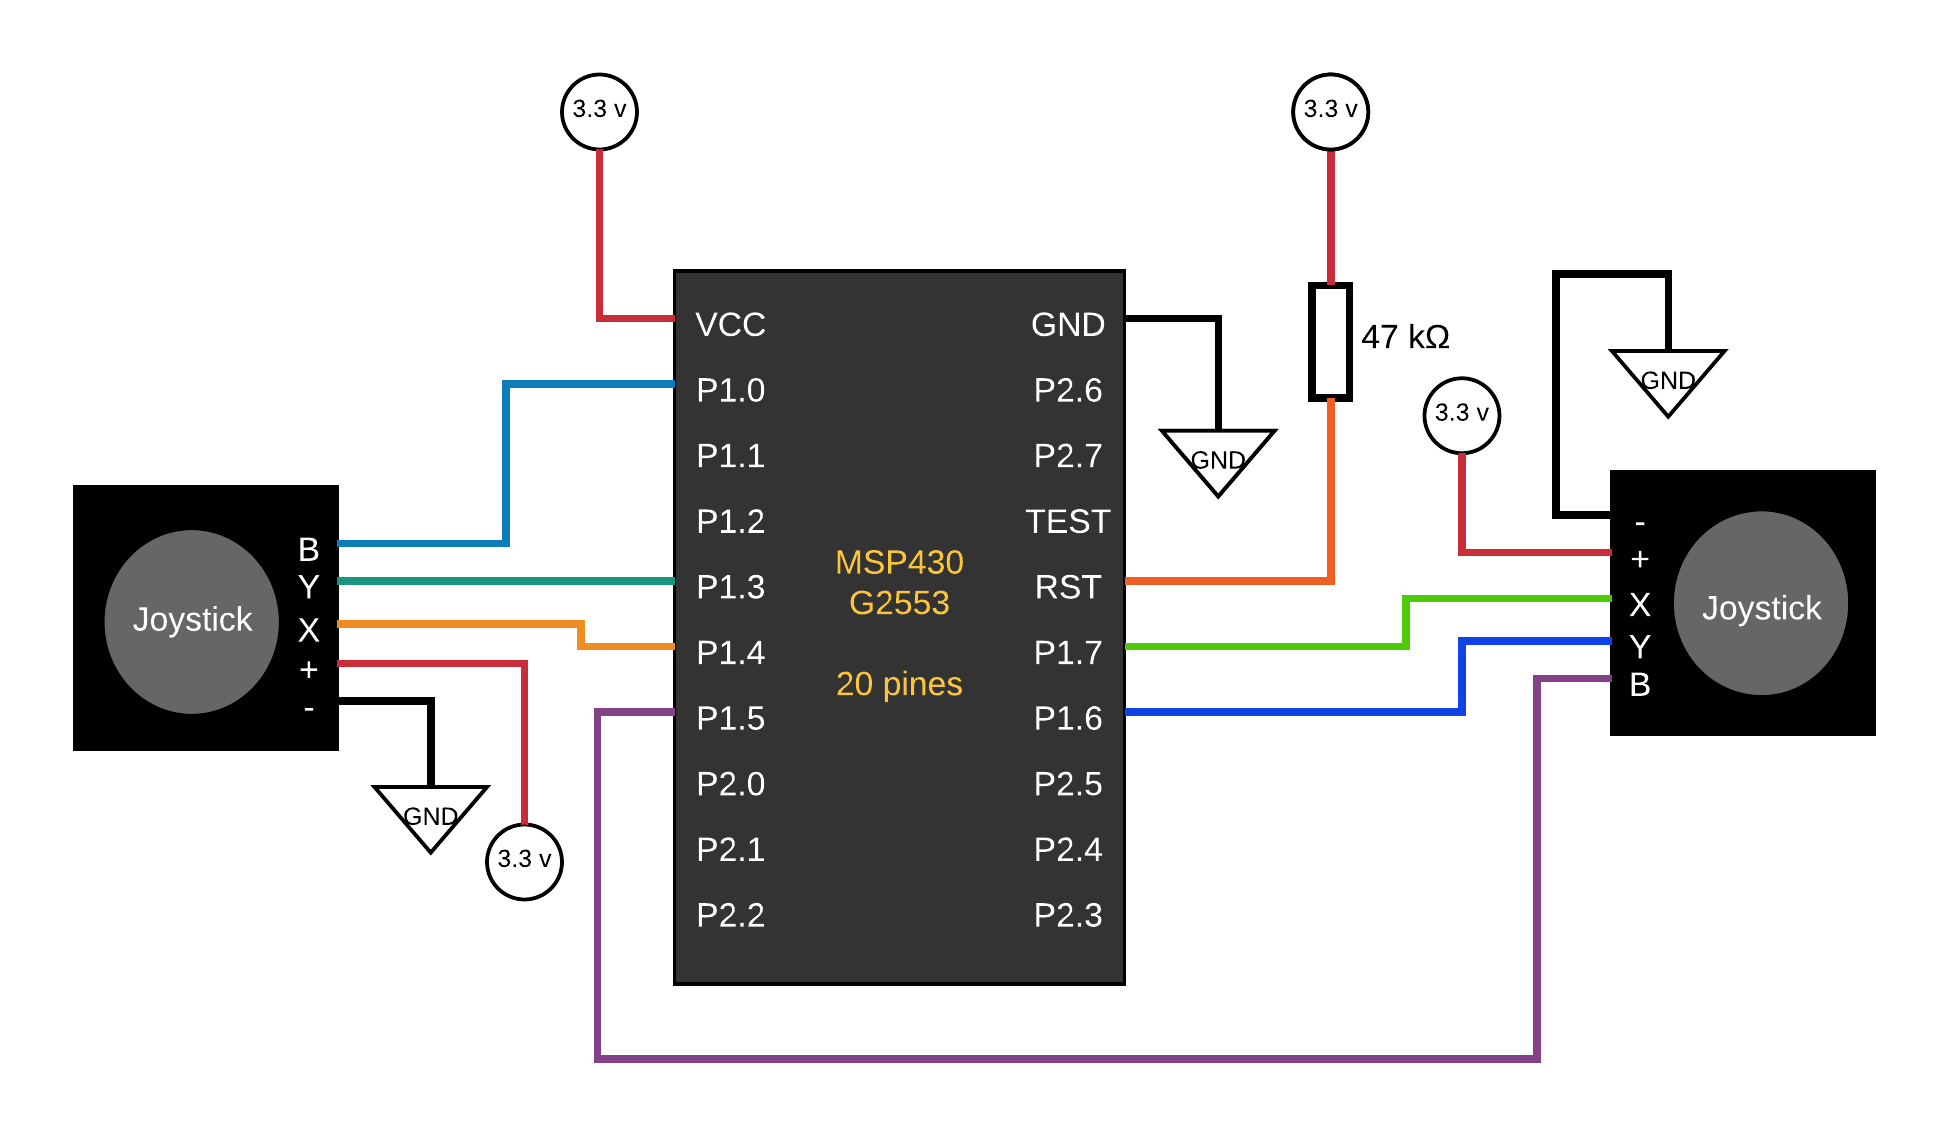 3.3 v
3.3 v
47 kΩ
3.3 v
GND
GND
GND
3.3 v
VCC
P1.0
P1.1
P1.2
P1.3
P1.4
P1.5
P2.0
P2.1
P2.2
MSP430
G2553
20 pines
GND
P2.6
P2.7
TEST
RST
P1.7
P1.6
P2.5
P2.4
P2.3
Joystick
B
Y
X
+
-
Joystick
-
+
X
Y
B